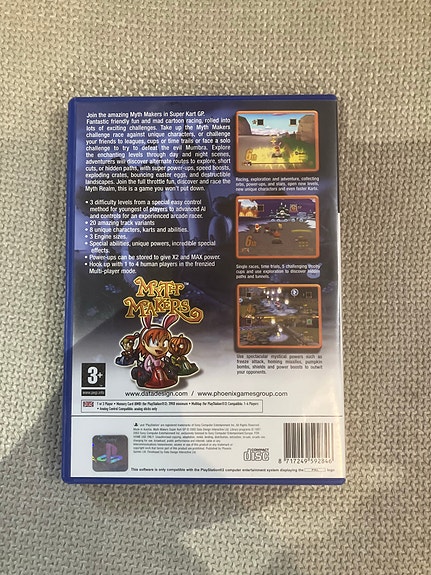 Join the amazing Myth Makers in Super Kart GP.
Fantastic friendly fun and mad cartoon racing, rolled into
lots of exciting challenges. Take up the Myth Makers
challenge race against unique characters, or challenge
your friends to leagues, cups or time trails or face a solo
challenge to try to defeat the evil Mumbra. Explore
the enchanting levels through day and night scenes,
adventurers will discover alternate routes to explore, short
cuts, or hidden paths, with super power-ups, speed boosts,
exploding crates, bouncing easter eggs, and destructible
landscapes. Join the full throttle fun, discover and race the
Myth Realm, this is a game you won't put down.
• 3 difficulty levels from a special easy control
method for youngest of players to advanced AI
and controls for an experienced arcade racer.
• 20 amazing track variants
• 8 unique characters, karts and abilities.
• 3 Engine sizes.
• Special abilities, unique powers, incredible special
effects.
• Power-ups can be stored to give X2 and MAX power.
• Hook-up with 1 to 4 human players in the frenzied
Multi-player mode.
Racing, exploration and adventure, collecting
orbs, power-ups, and stats, open new levels,
new unique characters and even faster Karts.
Single races, time trials, 5 challenging
cups
and use exploration to discover hidden
paths and tunnels.
Use spectacular mystical powers such as
freeze attack, homing missiles, pumpkin
bombs, shields and power boosts to outwit
your opponents.
MYTH
MAKERS
3+
www.pegi.info
www.datadesign.com / www.phoenixgamesgroup.com
DISC
8 717249 592846
This software is only compatible with the PlayStation®2 computer entertainment system displaying the PAL logo